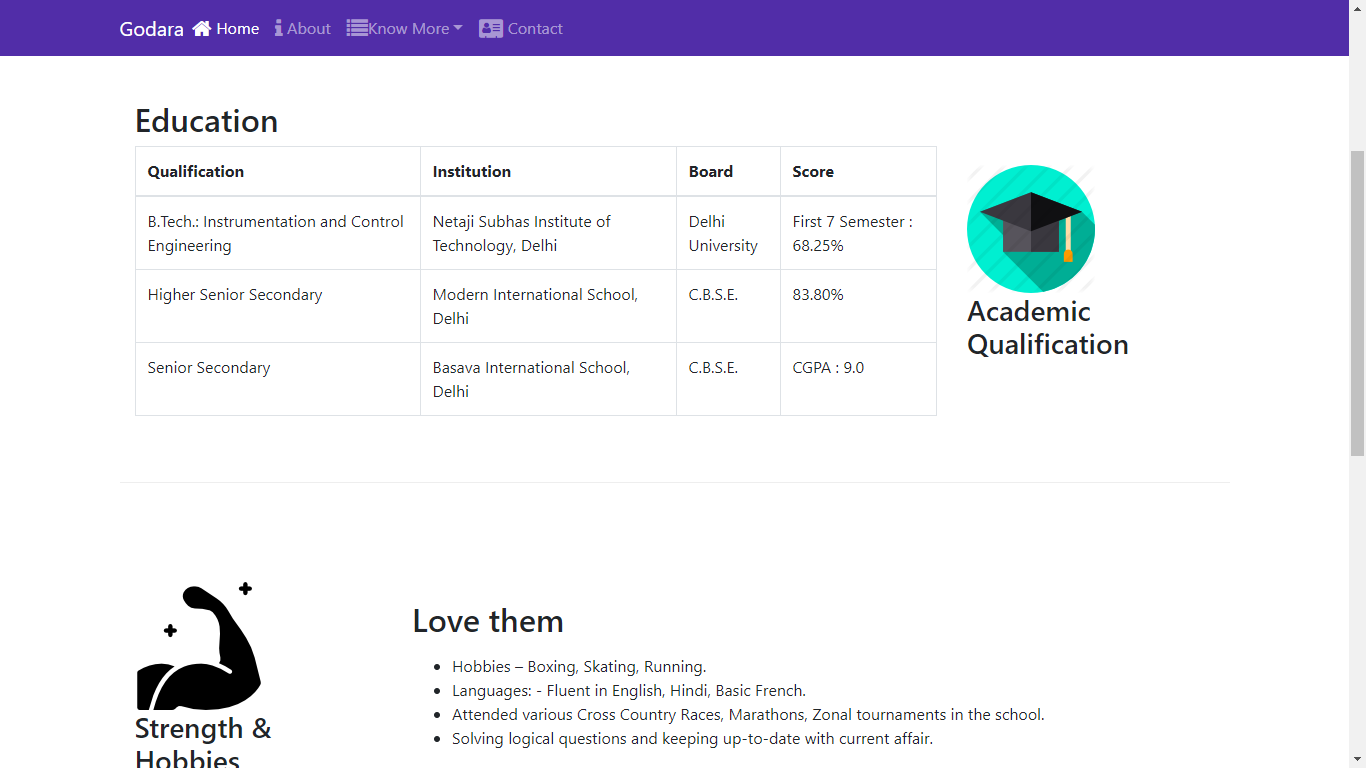 Godara Home About Know More Contact
Education
Qualification Institution Board Score
B.Tech.: Instrumentation and Control Engineering Netaji Subhas Institute of Technology, Delhi Delhi University First 7 Semester : 68.25%
Higher Senior Secondary Modern International School, Delhi C.B.S.E. 83.80%
Senior Secondary Basava International School, Delhi C.B.S.E. CGPA : 9.0
Academic
Qualification
Strength &
Hobbies
Love them
Hobbies – Boxing, Skating, Running.
Languages: - Fluent in English, Hindi, Basic French.
Attended various Cross Country Races, Marathons, Zonal tournaments in the school.
Solving logical questions and keeping up-to-date with current affair.